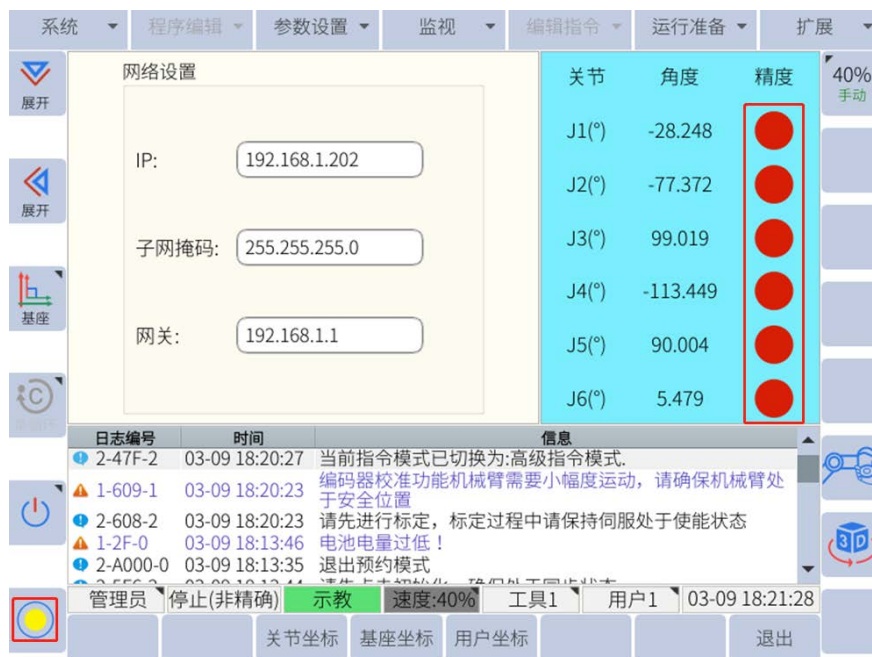 系统 程序编辑 参数设置 监视 编辑指令 运行准备 扩展
展开
展开
基座
网络设置
IP: 192.168.1.202
子网掩码: 255.255.255.0
网关: 192.168.1.1
关节 角度 精度
J1(°) -28.248
J2(°) -77.372
J3(°) 99.019
J4(°) -113.449
J5(°) 90.004
J6(°) 5.479
40%
手动
3D
日志编号 时间 信息
2-47F-2 03-09 18:20:27 当前指令模式已切换为:高级指令模式.
1-609-1 03-09 18:20:23 编码器校准功能机械臂需要小幅度运动，请确保机械臂处
于安全位置
2-608-2 03-09 18:20:23 请先进行标定，标定过程中请保持伺服处于使能状态
1-2F-0 03-09 18:13:46 电池电量过低！
2-A000-0 03-09 18:13:35 退出预约模式
管理员 停止(非精确) 示教 速度:40% 工具1 用户1 03-09 18:21:28
关节坐标 基座坐标 用户坐标 退出